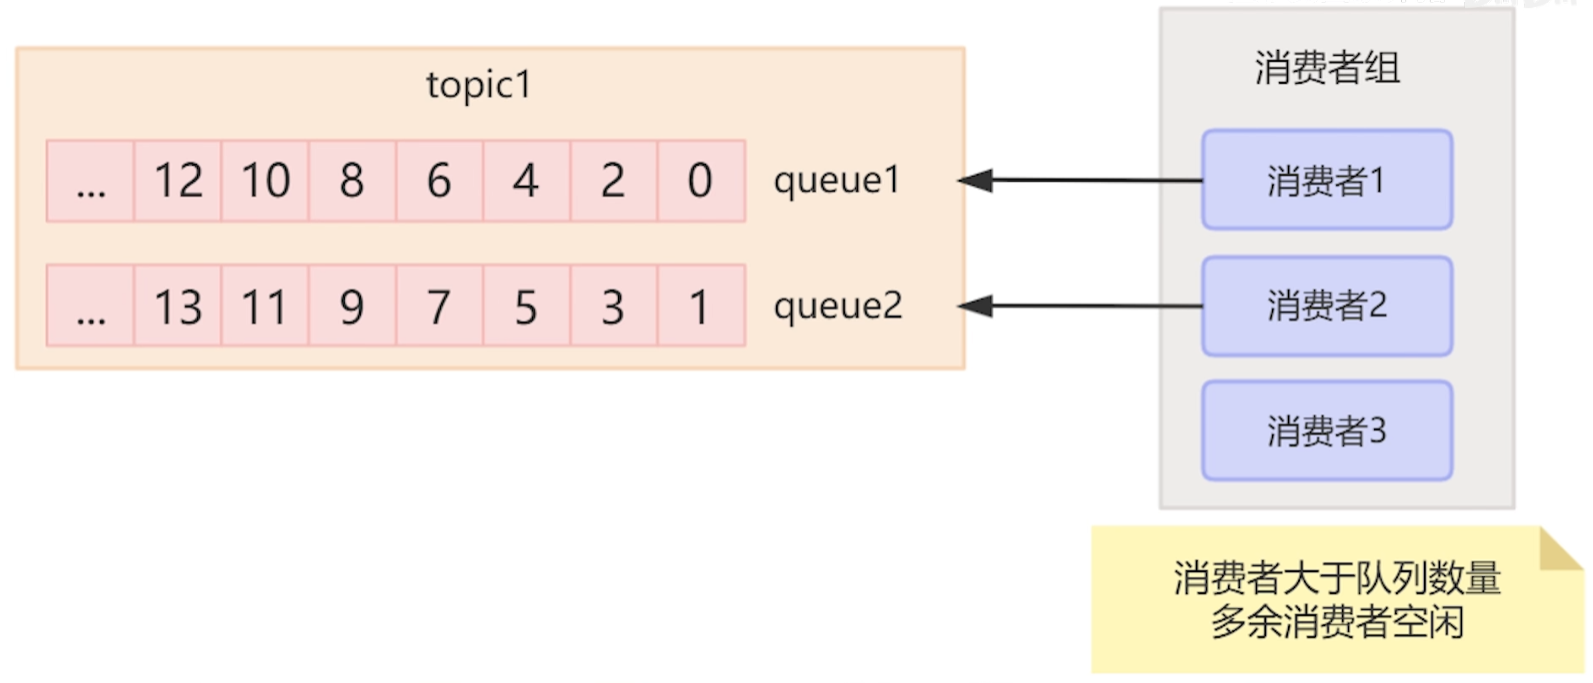 topic1
... 12 10 8 6 4 2 0 queue1
... 13 11 9 7 5 3 1 queue2
消费者组
消费者1
消费者2
消费者3
消费者大于队列数量
多余消费者空闲